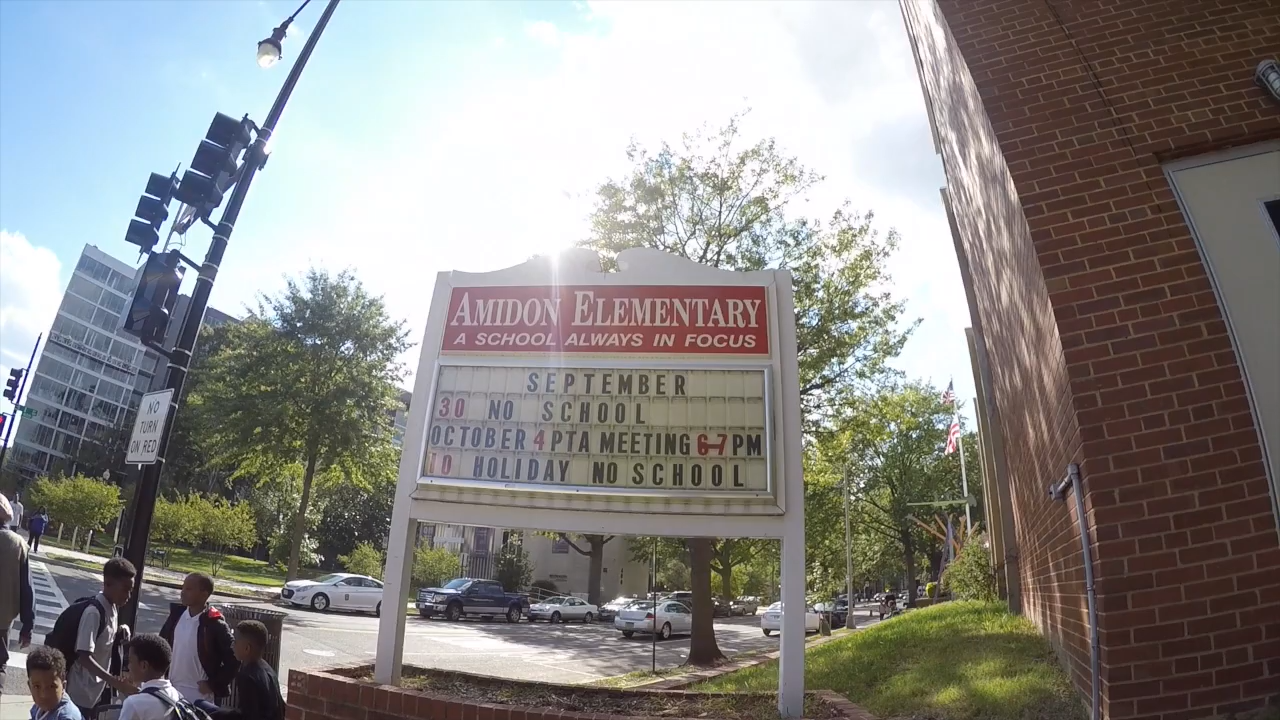 AMIDON ELEMENTARY
A SCHOOL ALWAYS IN FOCUS
SEPTEMBER
30 NO SCHOOL
OCTOBER 4 PTA MEETING 6-7 PM
10 HOLIDAY NO SCHOOL
NO
TURN
ON RED